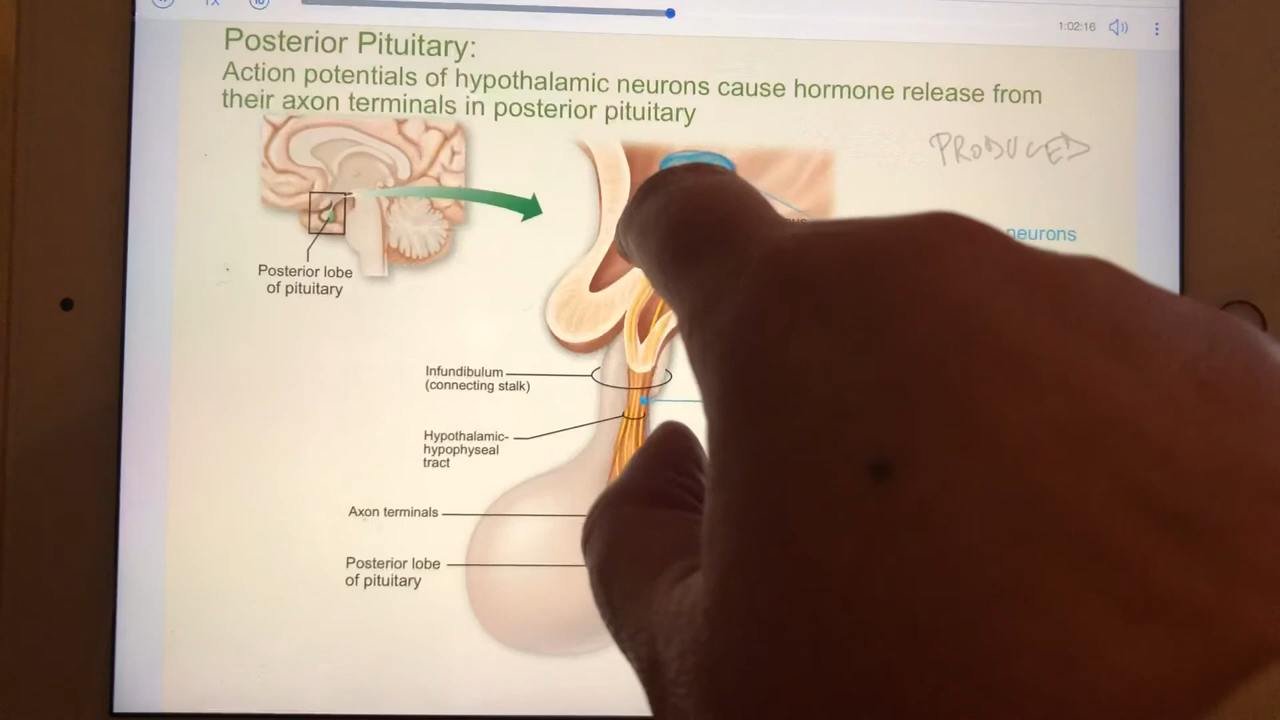 1x
10
1:02:16
Posterior Pituitary:
Action potentials of hypothalamic neurons cause hormone release from
their axon terminals in posterior pituitary
PRODUCED
neurons
Posterior lobe
of pituitary
Infundibulum
(connecting stalk)
Hypothalamic-
hypophyseal
tract
Axon terminals
Posterior lobe
of pituitary